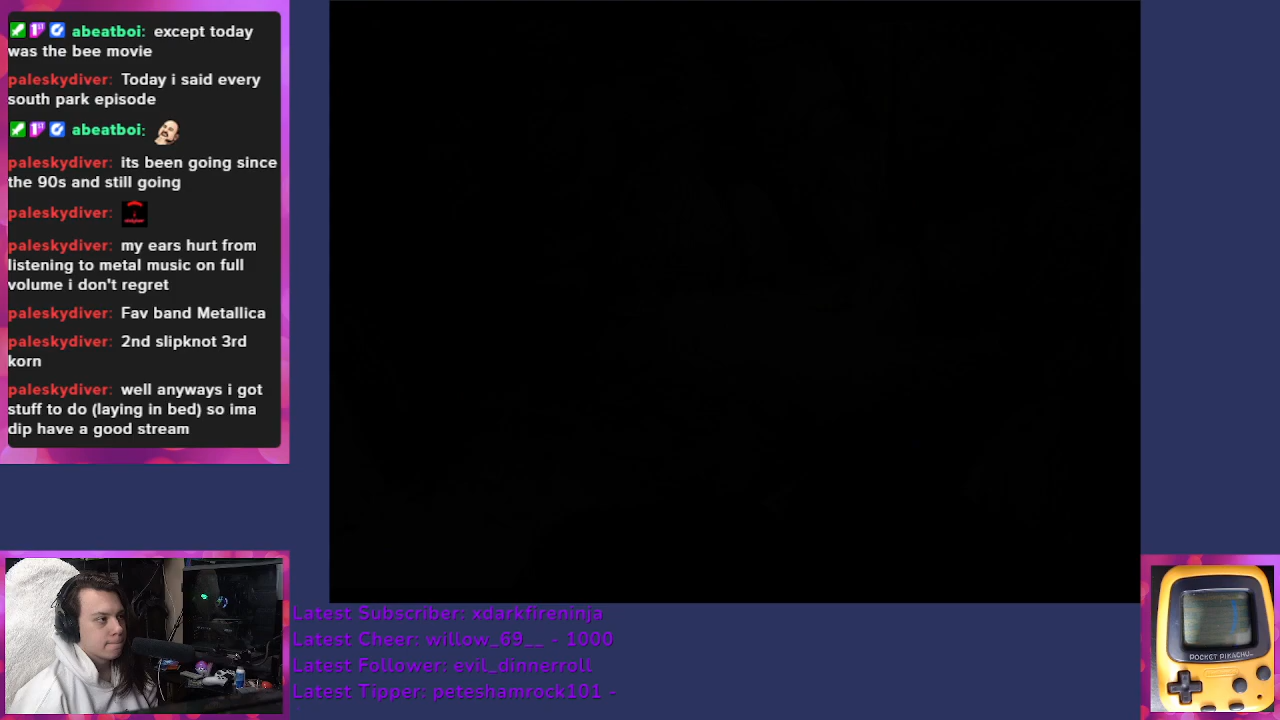 abeatboi: except today
was the bee movie
paleskydiver: Today i said every
south park episode
abeatboi:
paleskydiver: its been going since
the 90s and still going
paleskydiver:
paleskydiver: my ears hurt from
listening to metal music on full
volume i don't regret
paleskydiver: Fav band Metallica
paleskydiver: 2nd slipknot 3rd
korn
paleskydiver: well anyways i got
stuff to do (laying in bed) so ima
dip have a good stream
Latest Subscriber: xdarkfireninja
Latest Cheer: willow_69__ - 1000
Latest Follower: evil_dinnerroll
Latest Tipper: peteshamrock101 -
POCKET PIKACHU